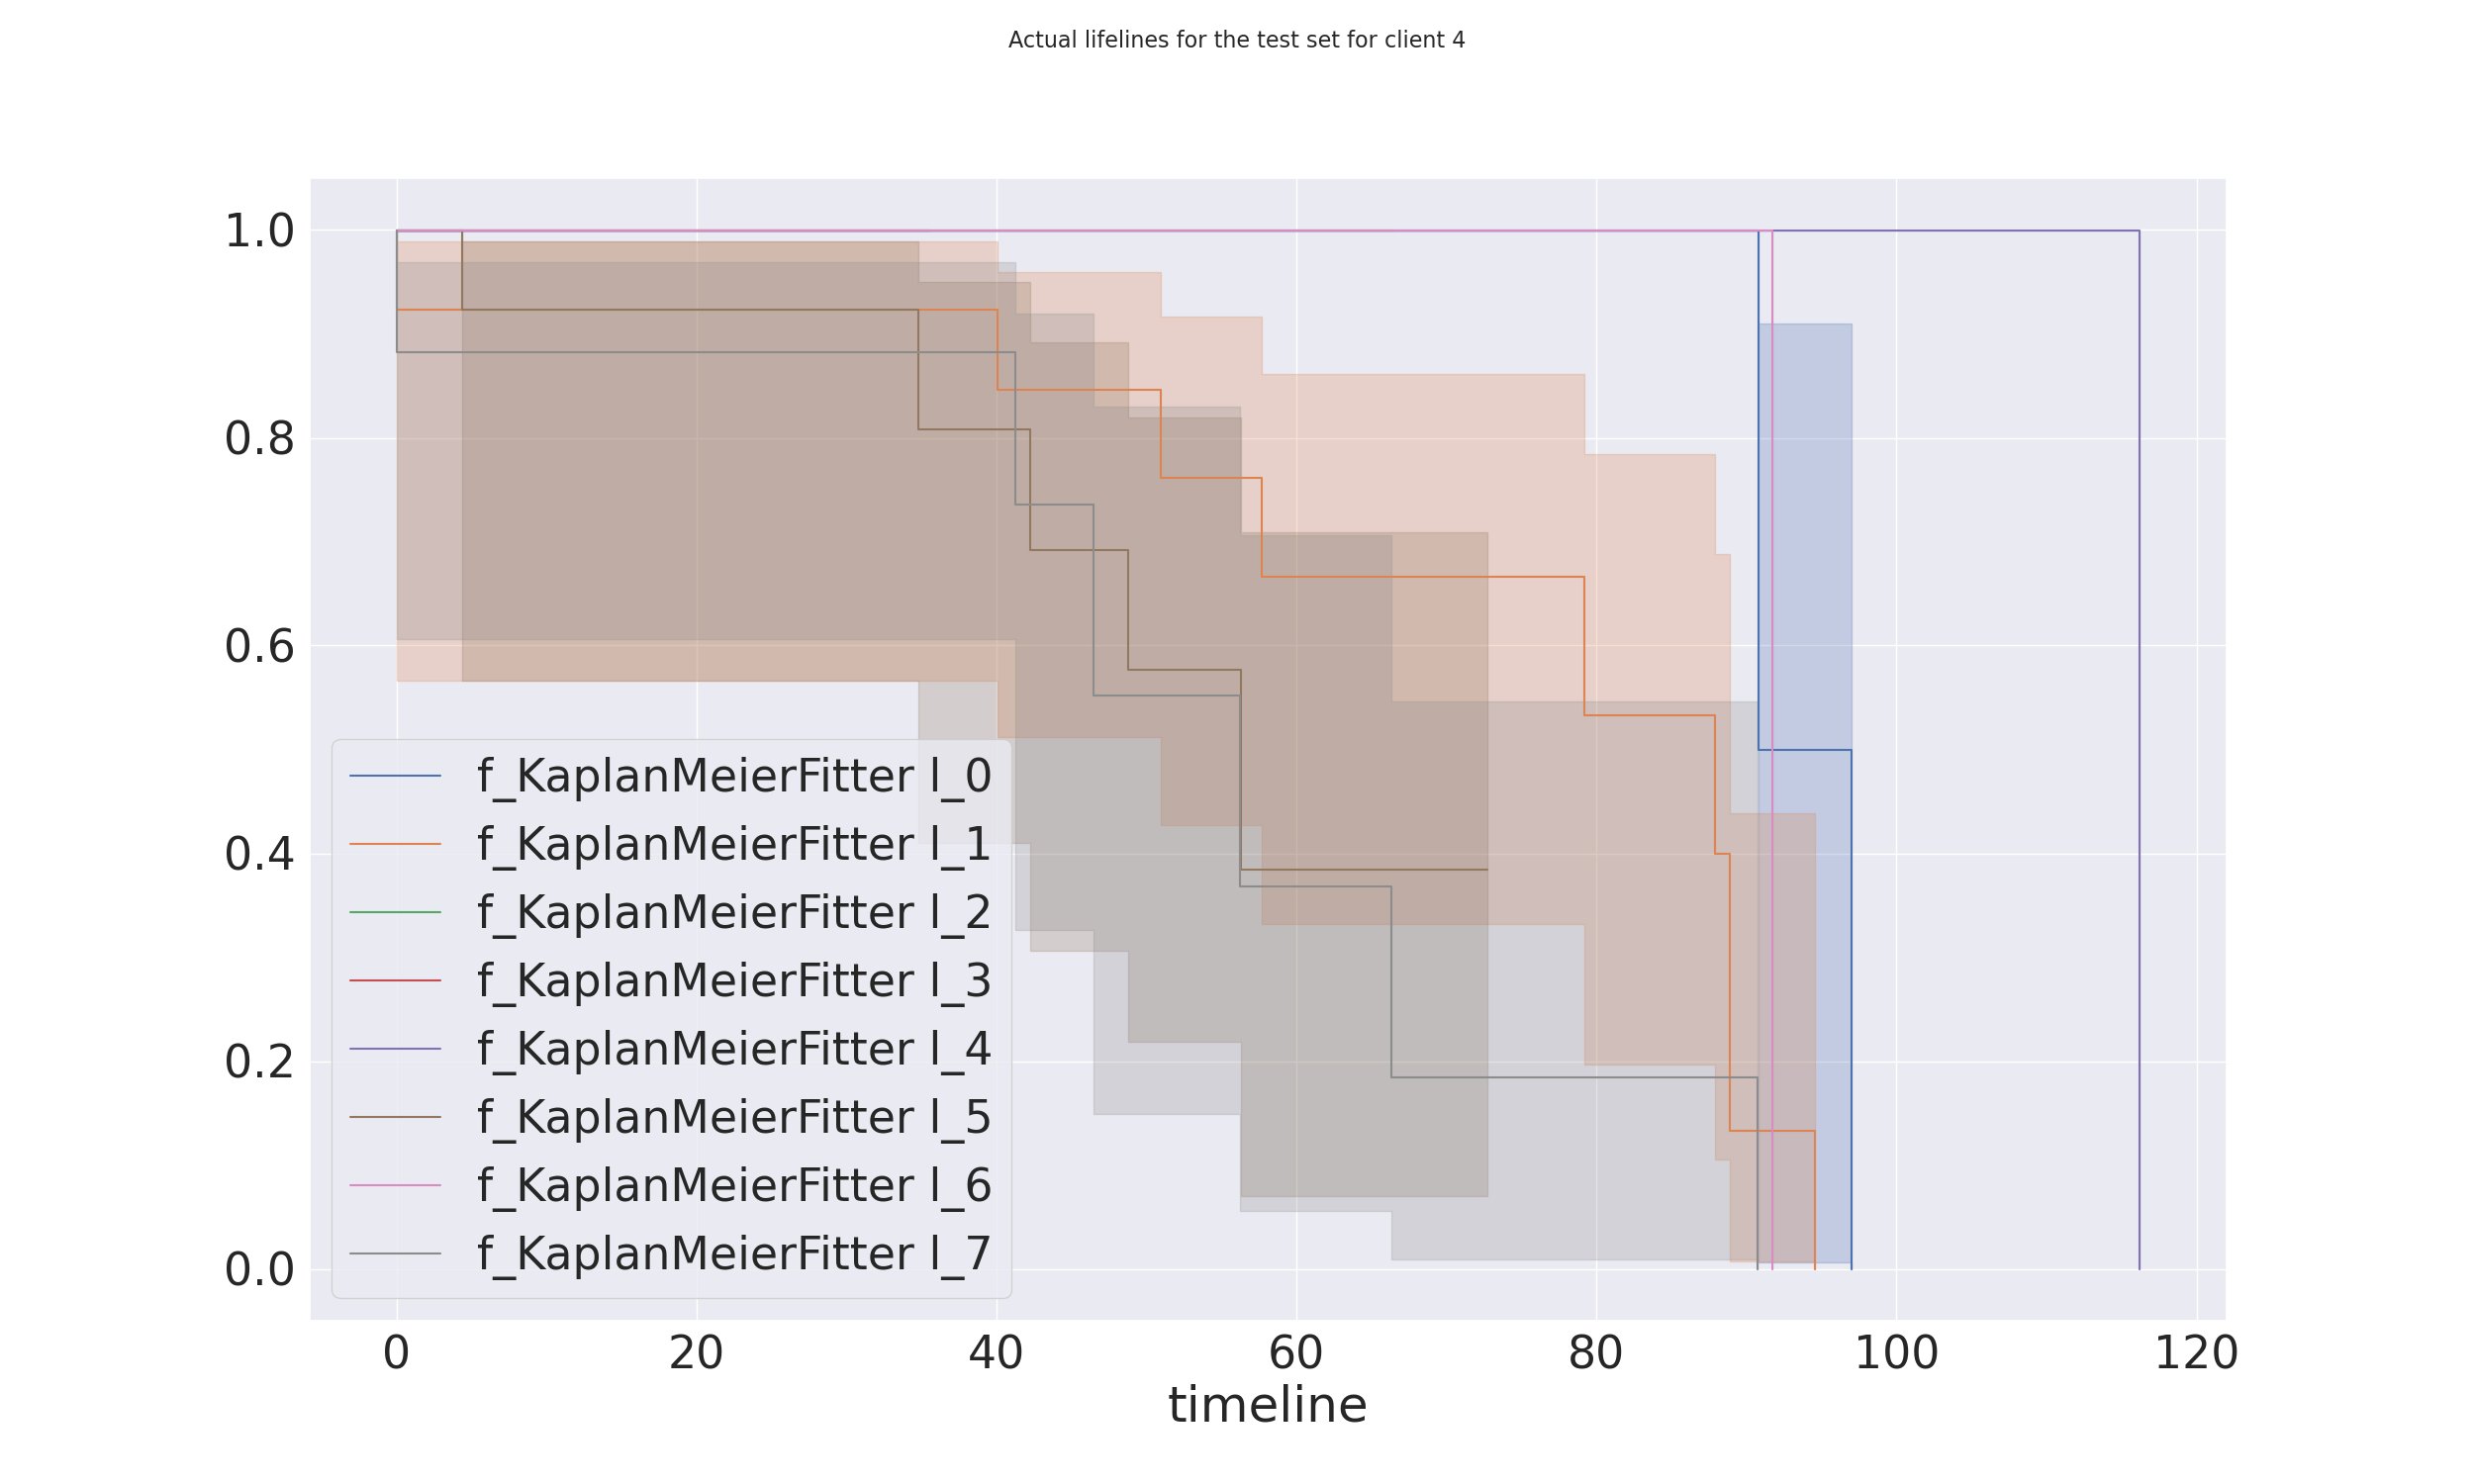 Actual lifelines for the test set for client 4
1.0
0.8
0.6
0.4
0.2
0.0
f_KaplanMeierFitter l_0
f_KaplanMeierFitter l_1
f_KaplanMeierFitter l_2
f_KaplanMeierFitter l_3
f_KaplanMeierFitter l_4
f_KaplanMeierFitter l_5
f_KaplanMeierFitter l_6
f_KaplanMeierFitter l_7
0 20 40 60 80 100 120
timeline